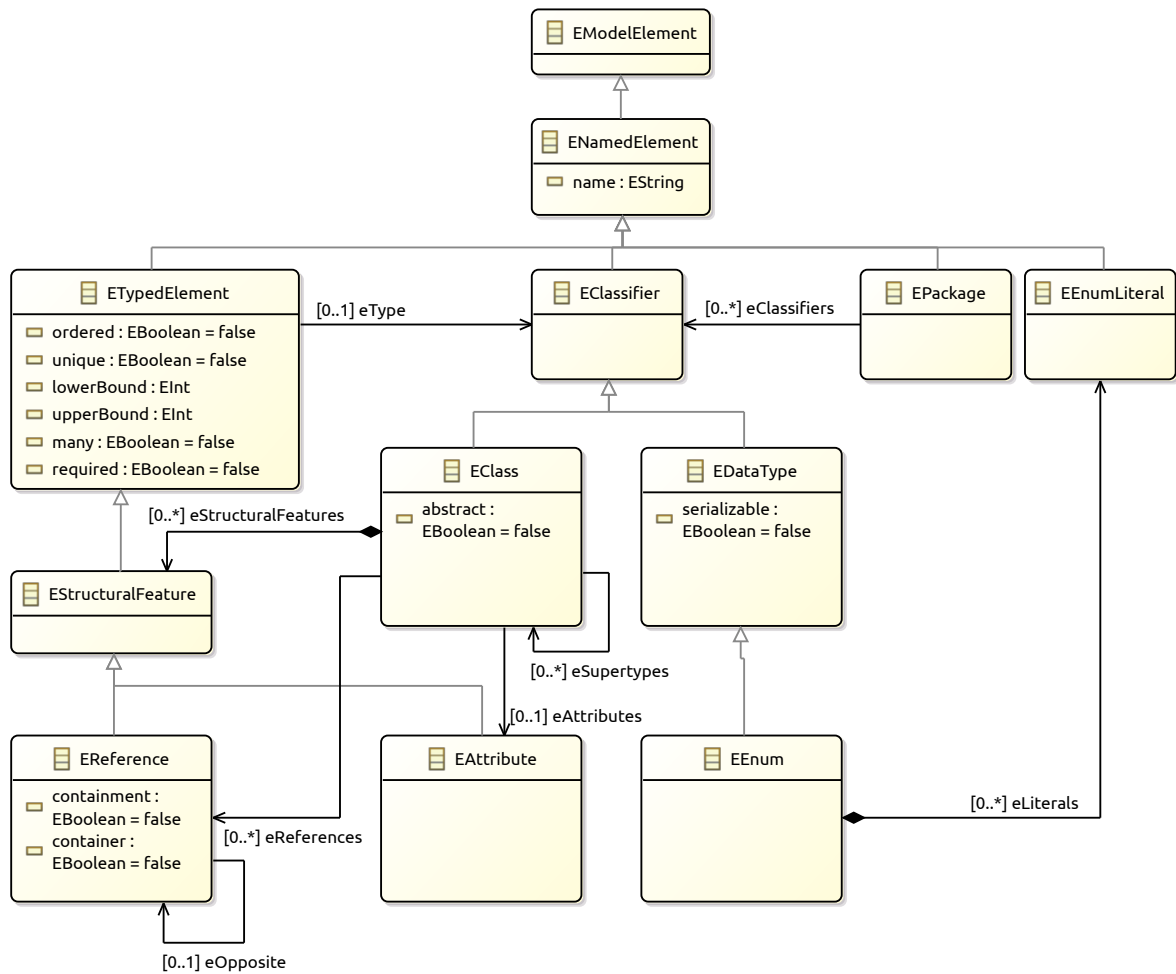 EModelElement
ENamedElement
name : EString
ETypedElement
ordered : EBoolean = false
unique : EBoolean = false
lowerBound : EInt
upperBound : EInt
many : EBoolean = false
required : EBoolean = false
[0..1] eType
EClassifier
[0..*] eClassifiers
EPackage
EEnumLiteral
[0..*] eStructuralFeatures
EClass
abstract :
EBoolean = false
EDataType
serializable :
EBoolean = false
EStructuralFeature
[0..*] eSupertypes
[0..1] eAttributes
EReference
containment :
EBoolean = false
container :
EBoolean = false
[0..*] eReferences
EAttribute
EEnum
[0..*] eLiterals
[0..1] eOpposite